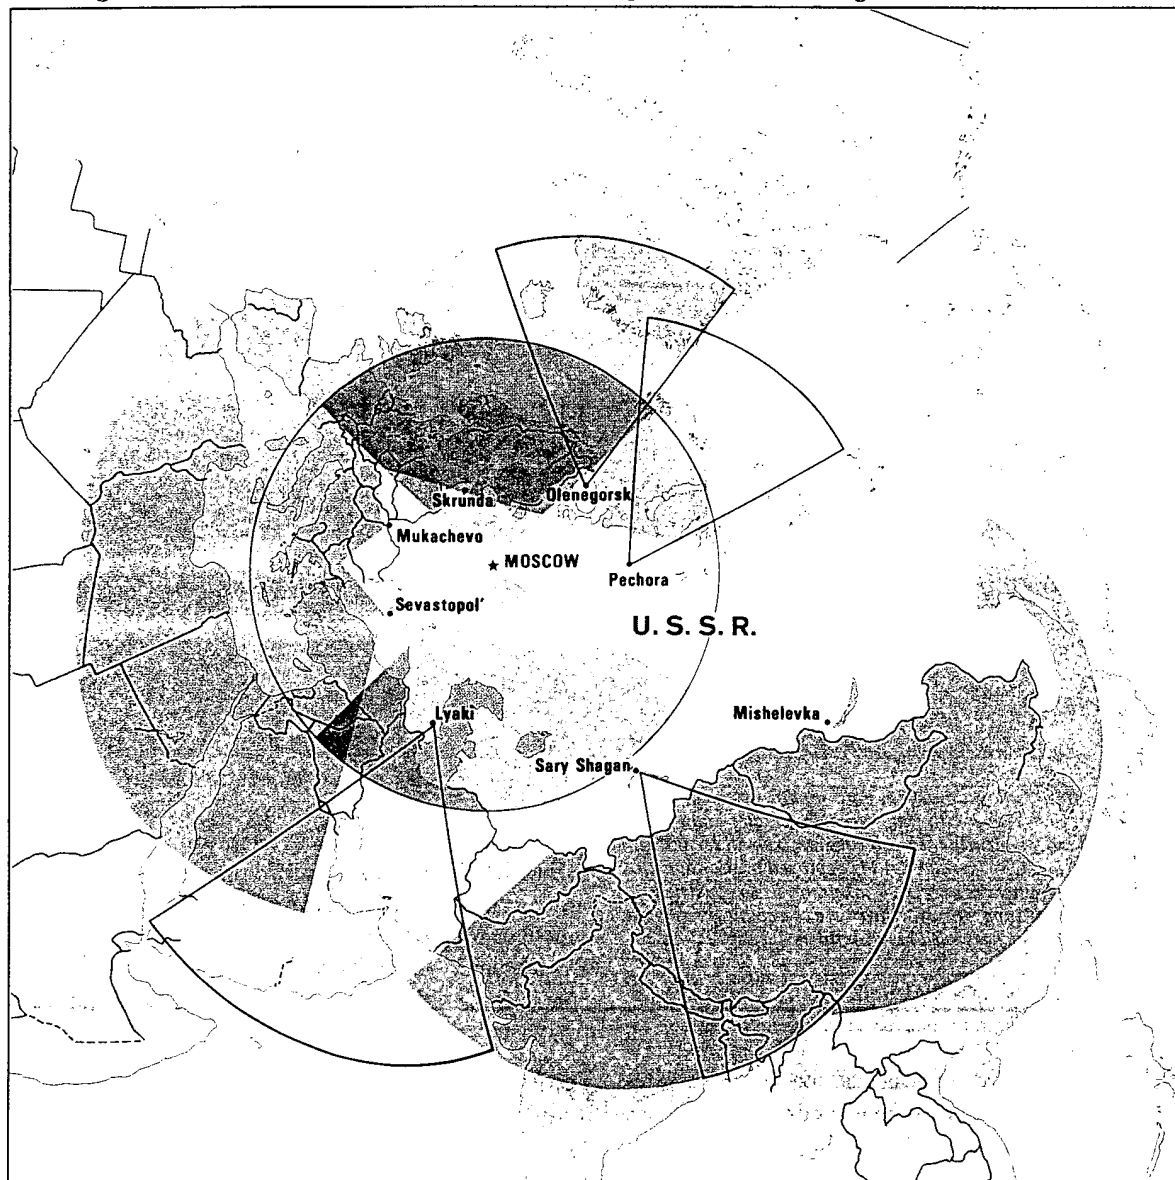 Skrunda
Olenegorsk
Mukachevo
MOSCOW
Pechora
Sevastopol'
U. S. S. R.
Lyaki
Mishelevka
Sary Shagan